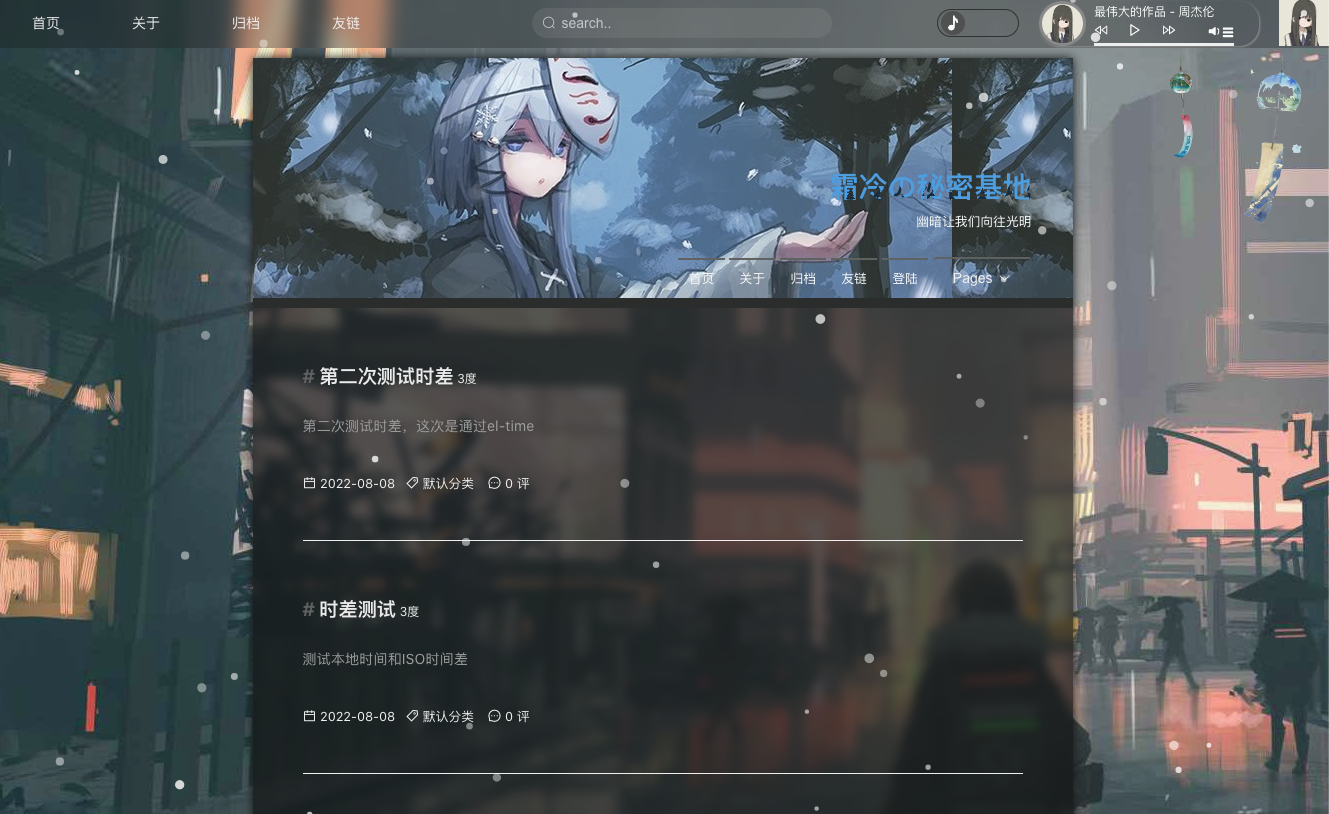 首页 关于 归档 友链 search.. 最伟大的作品 - 周杰伦
霜冷の秘密基地
幽暗让我们向往光明
首页 关于 归档 友链 登陆 Pages
# 第二次测试时差 3度
第二次测试时差，这次是通过el-time
2022-08-08 默认分类 0 评
# 时差测试 3度
测试本地时间和ISO时间差
2022-08-08 默认分类 0 评